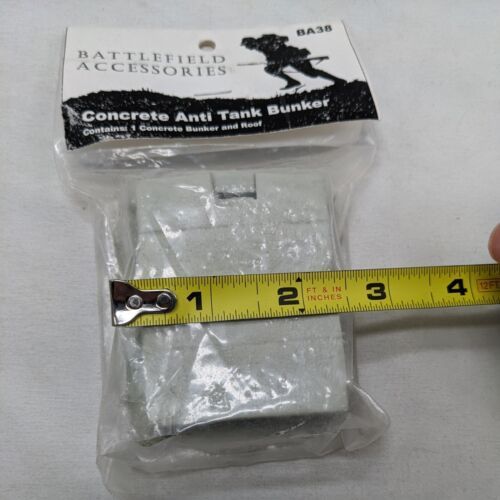 BA38
BATTLEFIELD
ACCESSORIES
Concrete Anti Tank Bunker
Contains: 1 Concrete Bunker and Roof
1 2 FT & IN 3 4 12FT
INCHES